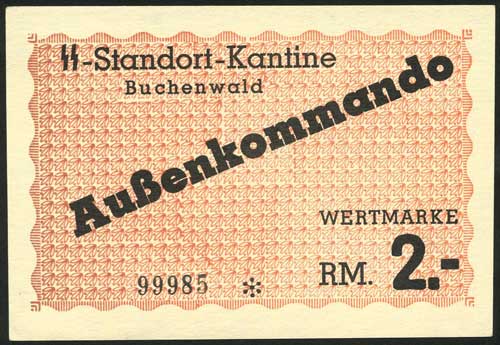 ᛋᛋ-Standort-Kantine
Buchenwald
Außenkommando
WERTMARKE
RM. 2.-
99985 *